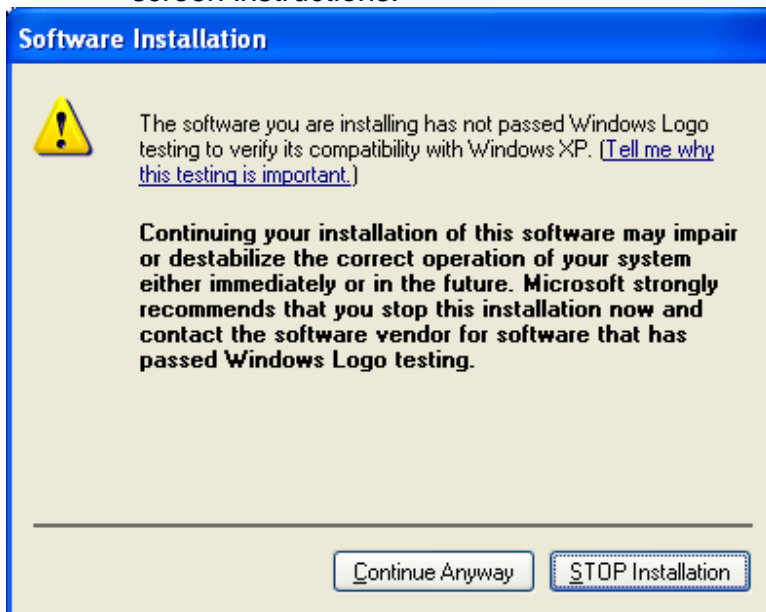 screen instructions.
Software Installation
The software you are installing has not passed Windows Logo
testing to verify its compatibility with Windows XP. (Tell me why
this testing is important.)
Continuing your installation of this software may impair
or destabilize the correct operation of your system
either immediately or in the future. Microsoft strongly
recommends that you stop this installation now and
contact the software vendor for software that has
passed Windows Logo testing.
Continue Anyway
STOP Installation